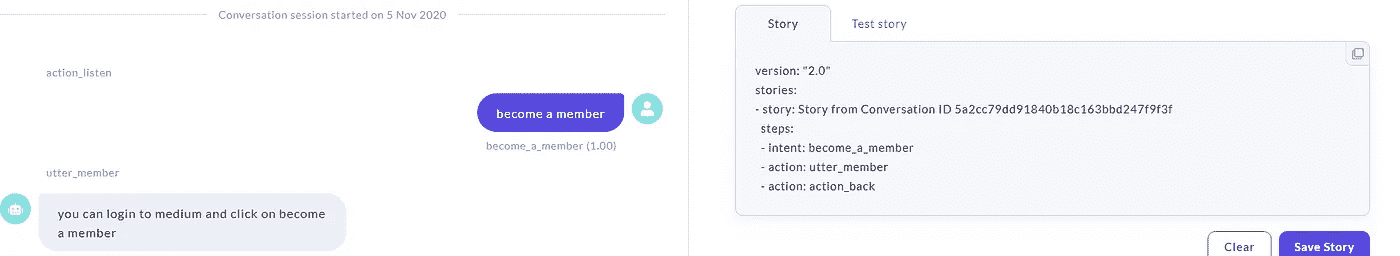 Conversation session started on 5 Nov 2020
action_listen
become a member
become_a_member (1.00)
utter_member
you can login to medium and click on become
a member
Story
Test story
version: "2.0"
stories:
- story: Story from Conversation ID 5a2cc79dd91840b18c163bbd247f9f3f
steps:
- intent: become_a_member
- action: utter_member
- action: action_back
Clear
Save Story